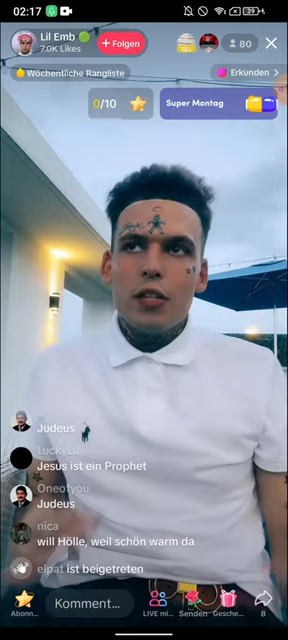 02:17
39%
Lil Emb
7.0K Likes
+ Folgen
80
Wöchentliche Rangliste
Erkunden >
0/10
Super Montag
Judeus
LuckyLu
Jesus ist ein Prophet
Oneofyou
Judeus
nica
will Hölle, weil schön warm da
elpat ist beigetreten
Abonn...
Komment...
LIVE mi...
Senden
Gesche...
8